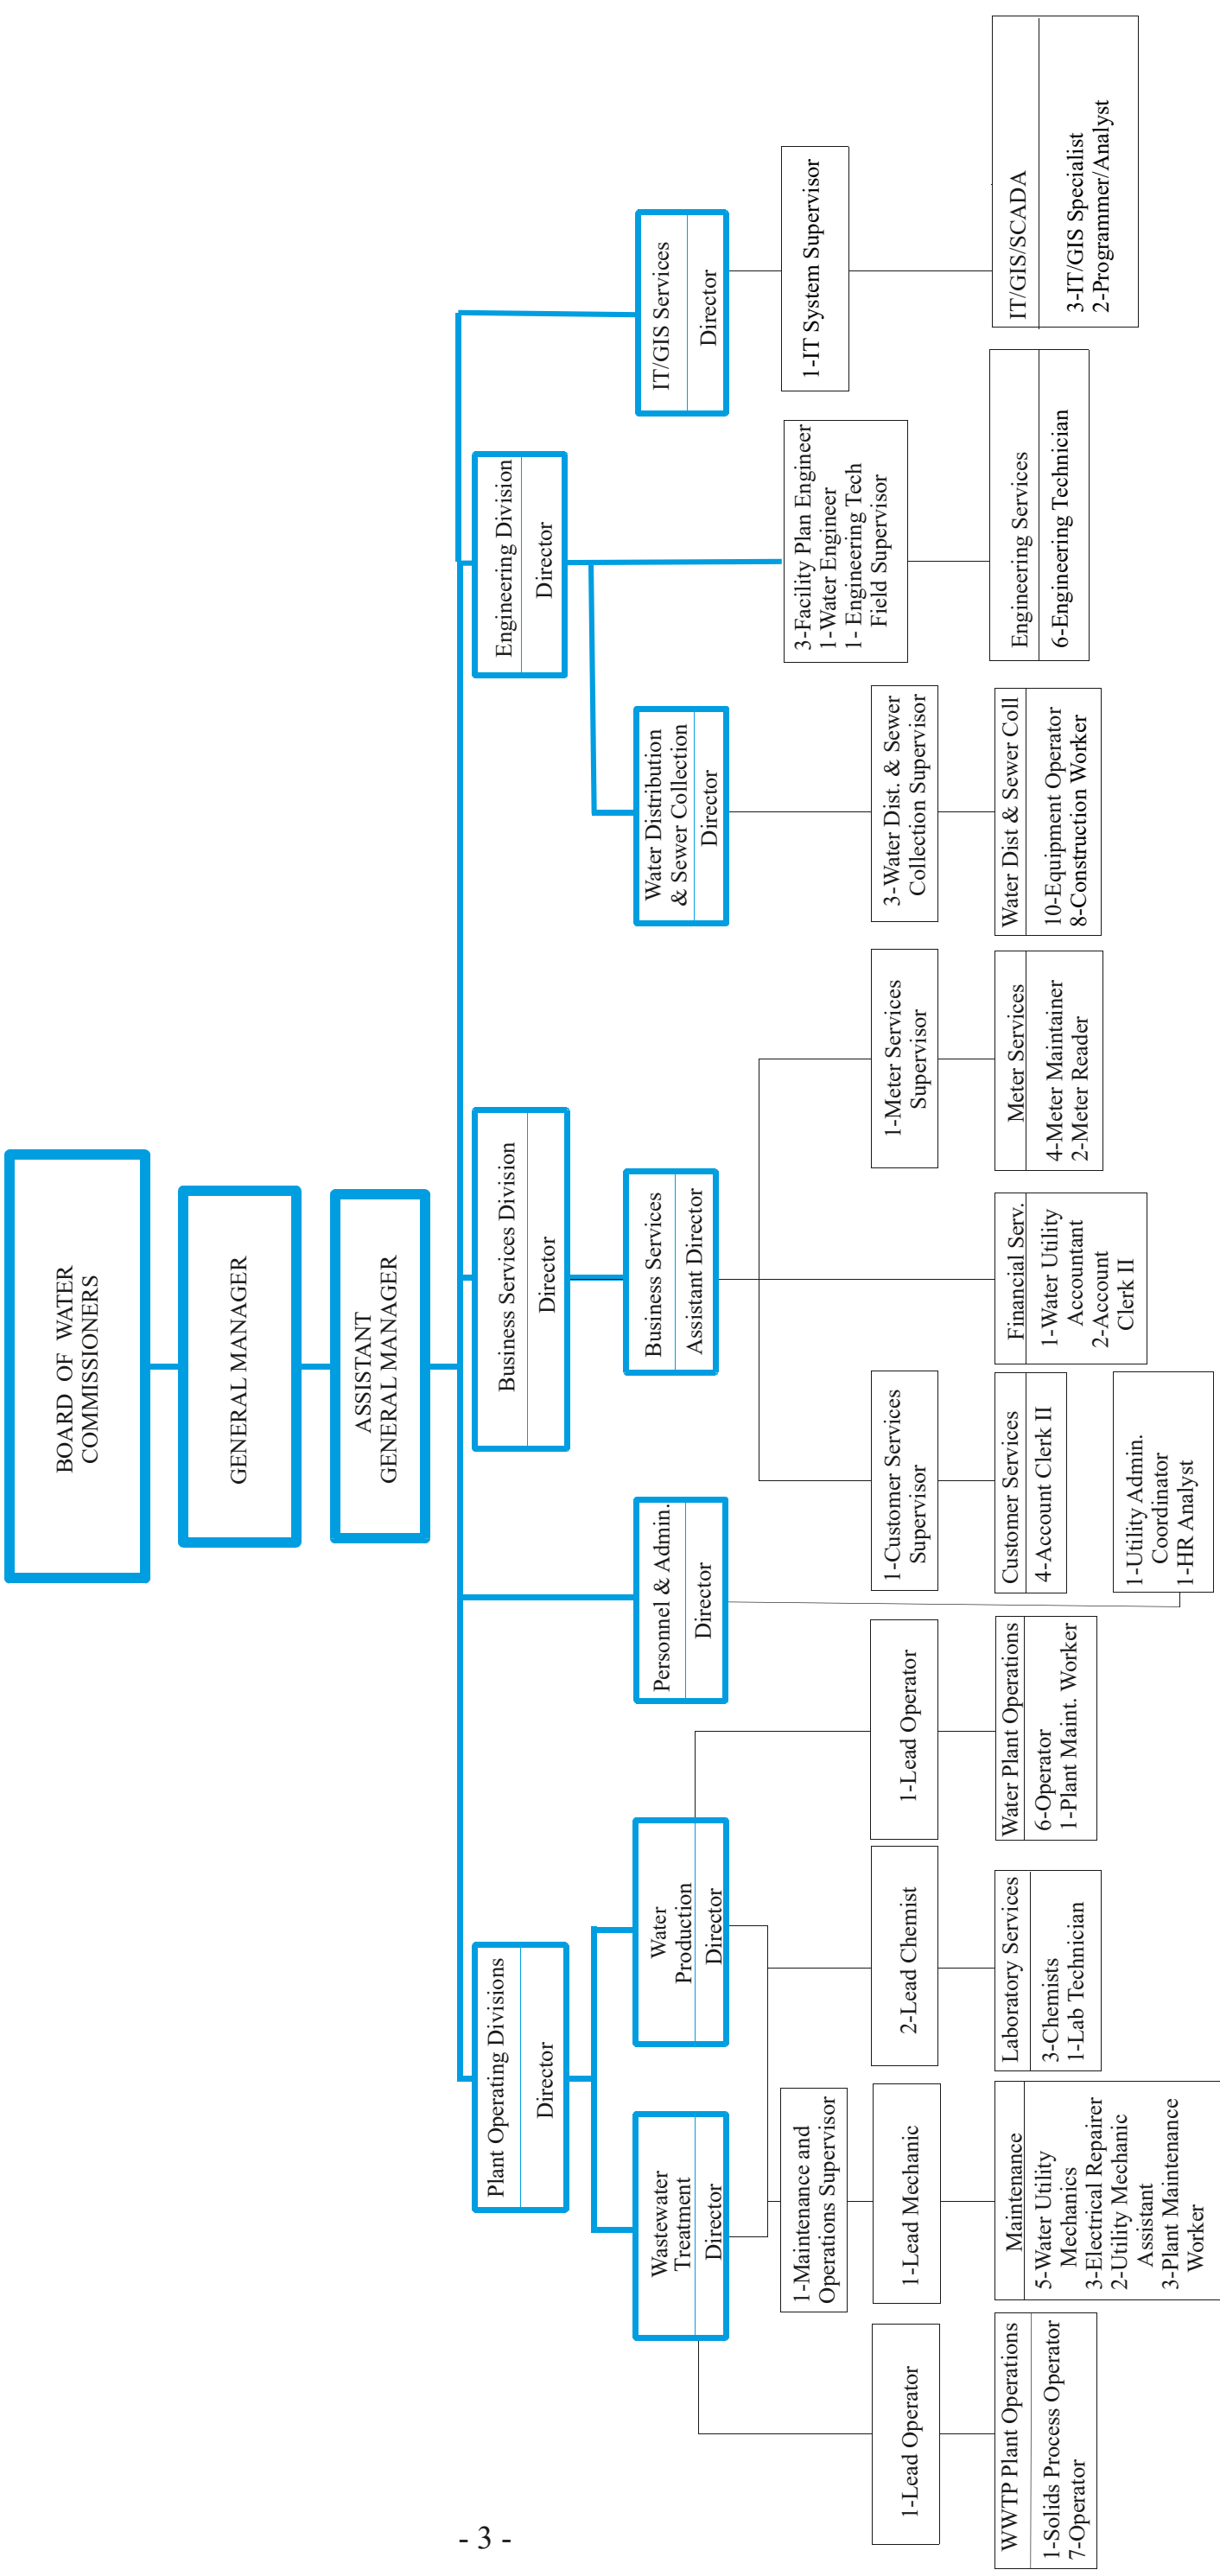 BOARD OF WATER
COMMISSIONERS
GENERAL MANAGER
ASSISTANT
GENERAL MANAGER
Plant Operating Divisions
Director
Business Services Division
Director
Engineering Division
Director
Wastewater
Treatment
Director
Water
Production
Director
Personnel & Admin.
Director
Business Services
Assistant Director
Water Distribution
& Sewer Collection
Director
IT/GIS Services
Director
1-Maintenance and
Operations Supervisor
3-Facility Plan Engineer
1-Water Engineer
1- Engineering Tech
Field Supervisor
1-IT System Supervisor
1-Lead Operator
1-Lead Mechanic
2-Lead Chemist
1-Lead Operator
1-Customer Services
Supervisor
1-Meter Services
Supervisor
3-Water Dist. & Sewer
Collection Supervisor
WWTP Plant Operations
1-Solids Process Operator
7-Operator
Maintenance
5-Water Utility
Mechanics
3-Electrical Repairer
2-Utility Mechanic
Assistant
3-Plant Maintenance
Worker
Laboratory Services
3-Chemists
1-Lab Technician
Water Plant Operations
6-Operator
1-Plant Maint. Worker
Customer Services
4-Account Clerk II
Financial Serv.
1-Water Utility
Accountant
2-Account
Clerk II
Meter Services
4-Meter Maintainer
2-Meter Reader
Water Dist & Sewer Coll
10-Equipment Operator
8-Construction Worker
Engineering Services
6-Engineering Technician
IT/GIS/SCADA
3-IT/GIS Specialist
2-Programmer/Analyst
1-Utility Admin.
Coordinator
1-HR Analyst
- 3 -